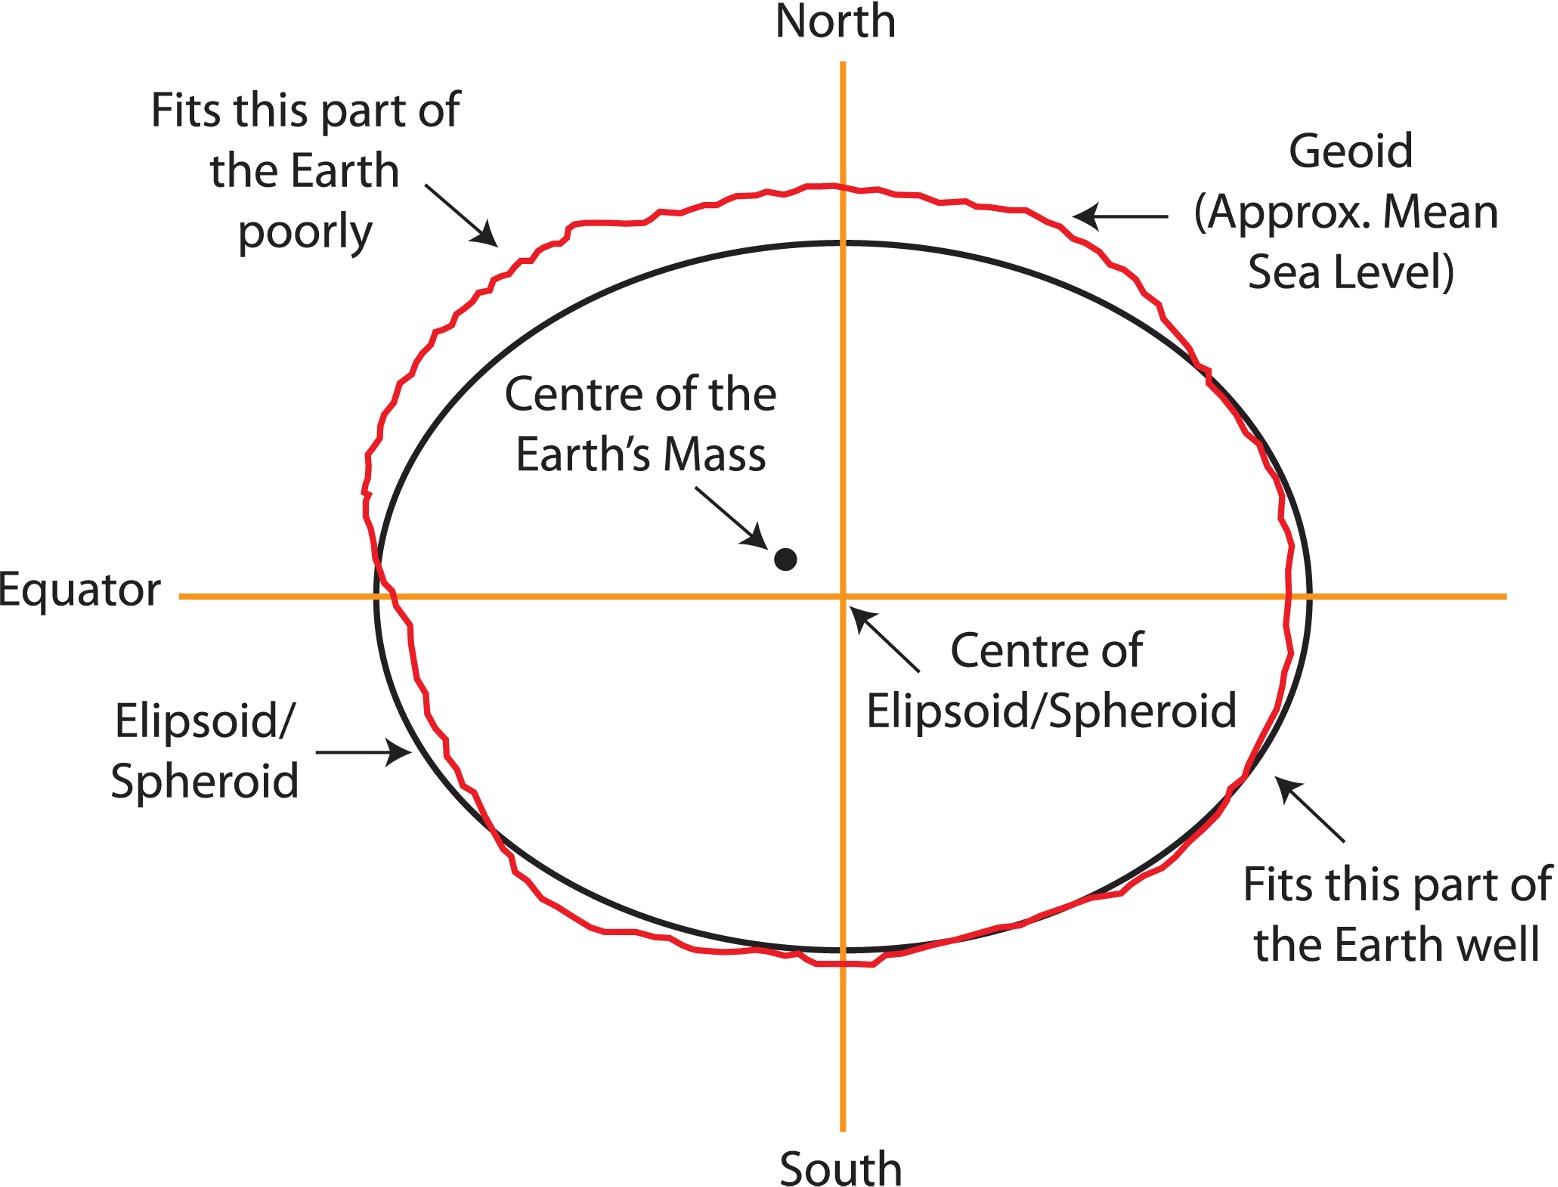 North
Fits this part of
the Earth
poorly
Geoid
(Approx. Mean
Sea Level)
Centre of the
Earth’s Mass
Equator
Centre of
Elipsoid/Spheroid
Elipsoid/
Spheroid
Fits this part of
the Earth well
South